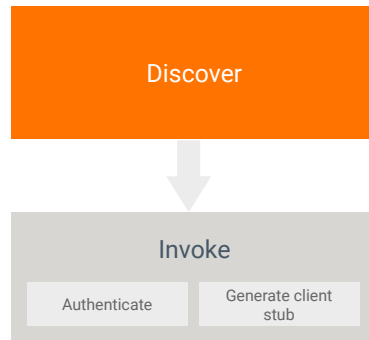 Discover
Invoke
Authenticate
Generate client
stub